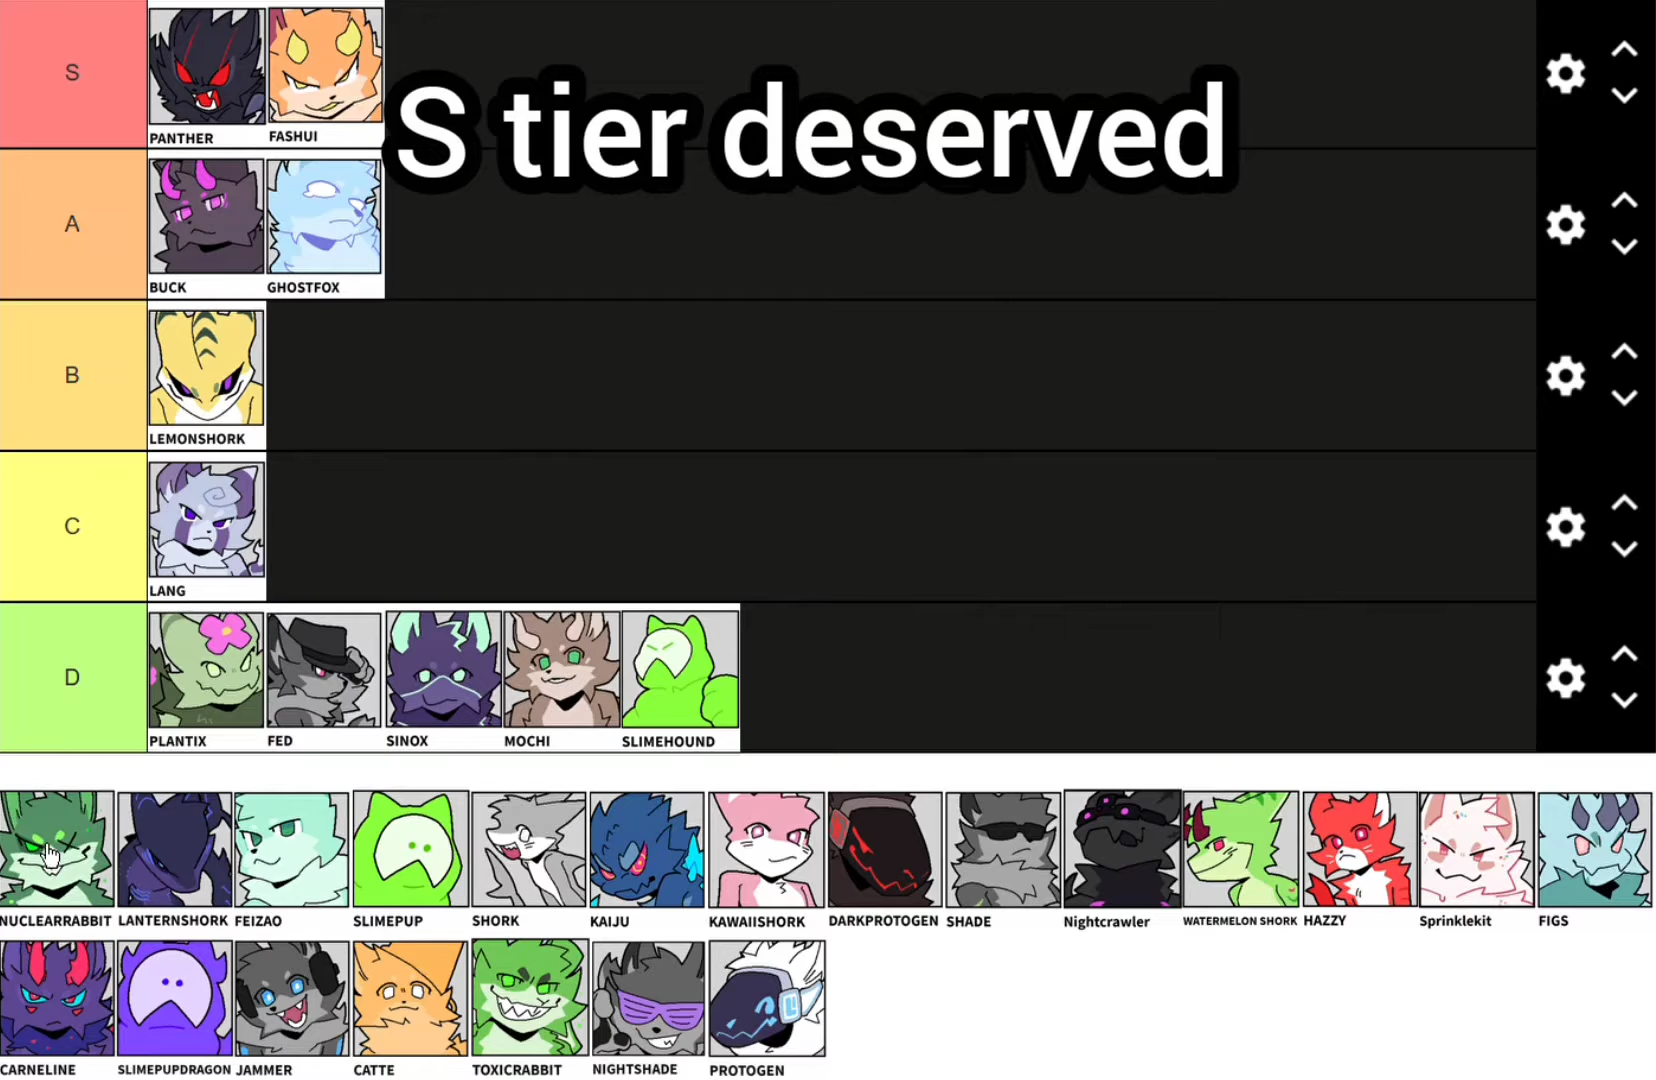 S
PANTHER FASHUI
S tier deserved
A
BUCK GHOSTFOX
B
LEMONSHORK
C
LANG
D
PLANTIX FED SINOX MOCHI SLIMEHOUND
NUCLEARRABBIT LANTERNSHORK FEIZAO SLIMEPUP SHORK KAIJU KAWAIISHORK DARKPROTOGEN SHADE Nightcrawler WATERMELON SHORK HAZZY Sprinklekit FIGS
CARNELINE SLIMEPUPDRAGON JAMMER CATTE TOXICRABBIT NIGHTSHADE PROTOGEN